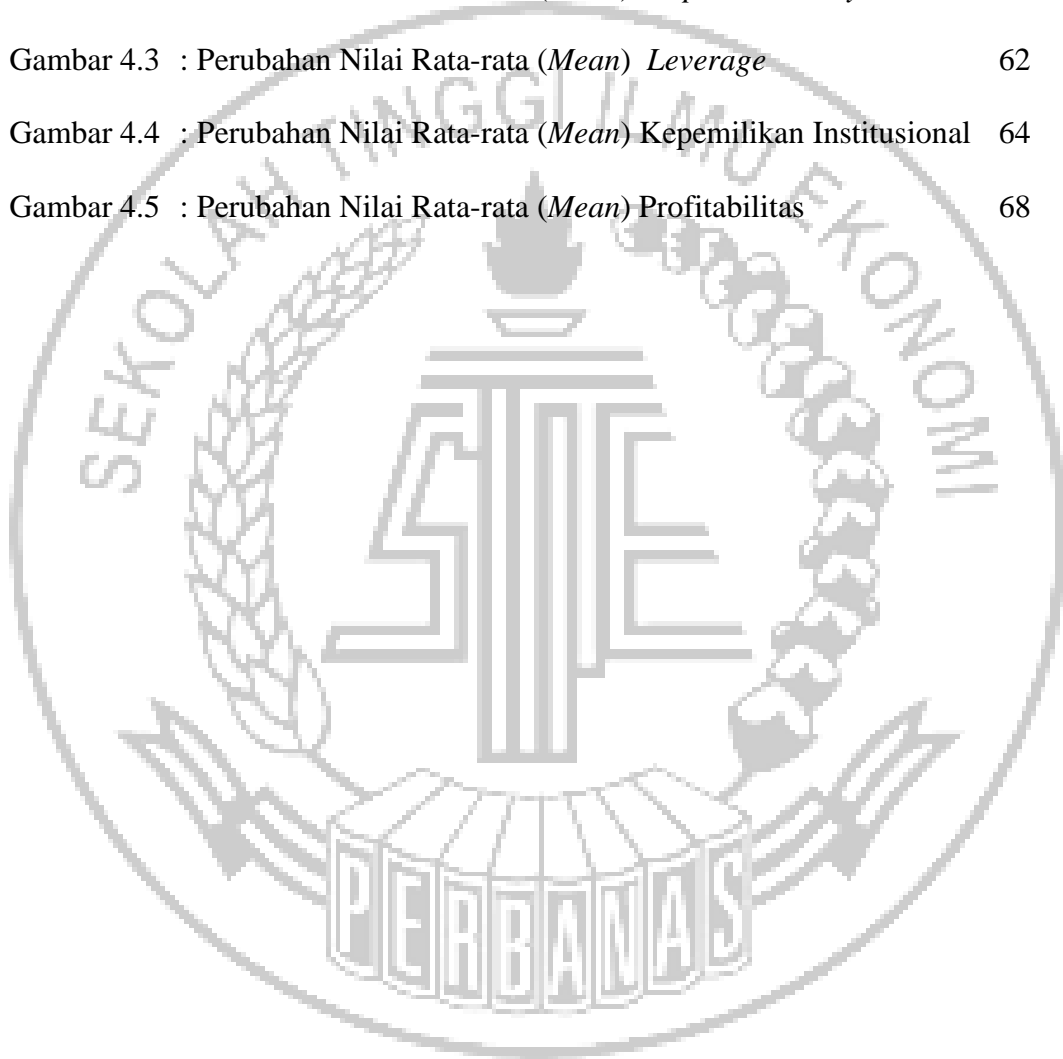 Gambar 4.3 : Perubahan Nilai Rata-rata (Mean) Leverage 62
Gambar 4.4 : Perubahan Nilai Rata-rata (Mean) Kepemilikan Institusional 64
Gambar 4.5 : Perubahan Nilai Rata-rata (Mean) Profitabilitas 68
SEKOLAH TINGGI ILMU EKONOMI
STIE
PERBANAS